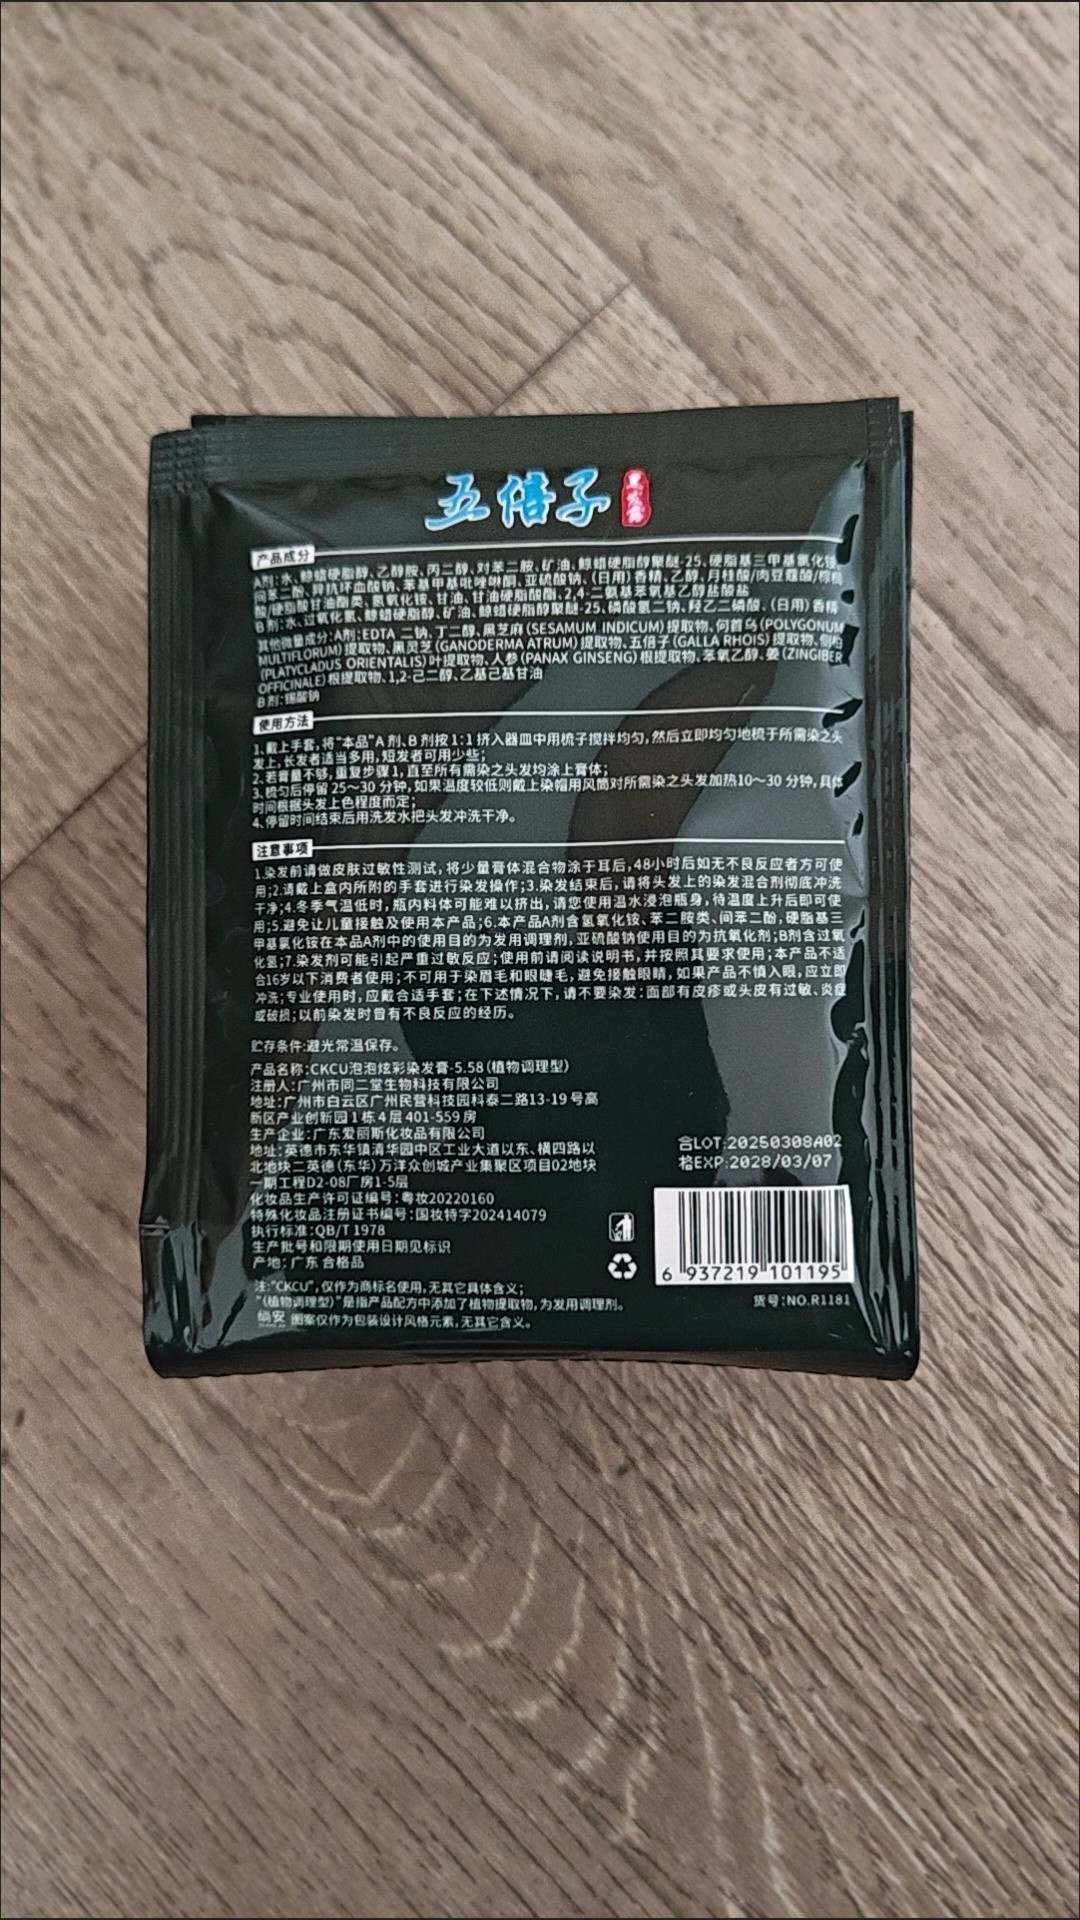 五倍子 黑发露
产品成分
A剂:水、鲸蜡硬脂醇、乙醇胺、丙二醇、对苯二胺、矿油、鲸蜡硬脂醇聚醚-25、硬脂基三甲基氯化铵、
间苯二酚、异抗坏血酸钠、苯基甲基吡唑啉酮、亚硫酸钠、(日用)香精、乙醇、月桂酸/肉豆蔻酸/棕榈
酸/硬脂酸甘油酯类、氢氧化铵、甘油、甘油硬脂酸酯、2,4-二氨基苯氧基乙醇盐酸盐
B剂:水、过氧化氢、鲸蜡硬脂醇、矿油、鲸蜡硬脂醇聚醚-25、磷酸氢二钠、羟乙二磷酸、(日用)香精
其他微量成分:A剂:EDTA 二钠、丁二醇、黑芝麻(SESAMUM INDICUM)提取物、何首乌(POLYGONUM
MULTIFLORUM)提取物、黑灵芝(GANODERMA ATRUM)提取物、五倍子(GALLA RHOIS)提取物、侧柏
(PLATYCLADUS ORIENTALIS)叶提取物、人参(PANAX GINSENG)根提取物、苯氧乙醇、姜(ZINGIBER
OFFICINALE)根提取物、1,2-己二醇、乙基己基甘油
B剂:锡酸钠
使用方法
1、戴上手套,将"本品"A 剂、B 剂按 1:1 挤入器皿中用梳子搅拌均匀,然后立即均匀地梳于所需染之头
发上,长发者适当多用,短发者可用少些;
2、若膏量不够,重复步骤1,直至所有需染之头发均涂上膏体;
3、梳匀后停留 25～30 分钟,如果温度较低则戴上染帽用风筒对所需染之头发加热10～30 分钟,具体
时间根据头发上色程度而定;
4、停留时间结束后用洗发水把头发冲洗干净。
注意事项
1.染发前请做皮肤过敏性测试,将少量膏体混合物涂于耳后,48小时后如无不良反应者方可使
用;2.请戴上盒内所附的手套进行染发操作;3.染发结束后,请将头发上的染发混合剂彻底冲洗
干净;4.冬季气温低时,瓶内料体可能难以挤出,请您使用温水浸泡瓶身,待温度上升后即可使
用;5.避免让儿童接触及使用本产品;6.本产品A剂含氢氧化铵、苯二胺类、间苯二酚,硬脂基三
甲基氯化铵在本品A剂中的使用目的为发用调理剂,亚硫酸钠使用目的为抗氧化剂;B剂含过氧
化氢;7.染发剂可能引起严重过敏反应;使用前请阅读说明书,并按照其要求使用;本产品不适
合16岁以下消费者使用;不可用于染眉毛和眼睫毛,避免接触眼睛,如果产品不慎入眼,应立即
冲洗;专业使用时,应戴合适手套;在下述情况下,请不要染发:面部有皮疹或头皮有过敏、炎症
或破损;以前染发时曾有不良反应的经历。
贮存条件:避光常温保存。
产品名称:CKCU泡泡炫彩染发膏-5.58(植物调理型)
注册人:广州市同二堂生物科技有限公司
地址:广州市白云区广州民营科技园科泰二路13-19号高
新区产业创新园1栋4层401-559房
生产企业:广东爱丽斯化妆品有限公司
地址:英德市东华镇清华园中区工业大道以东、横四路以
北地块二英德(东华)万洋众创城产业集聚区项目02地块
一期工程D2-08厂房1-5层
化妆品生产许可证编号:粤妆20220160
特殊化妆品注册证书编号:国妆特字202414079
执行标准:QB/T 1978
生产批号和限期使用日期见标识
产地:广东 合格品
注:"CKCU",仅作为商标名使用,无其它具体含义;
"(植物调理型)"是指产品配方中添加了植物提取物,为发用调理剂。
绢安 图案仅作为包装设计风格元素,无其它含义。
合LOT:20250308A02
格EXP:2028/03/07
6 937219 101195
货号:NO.R1181